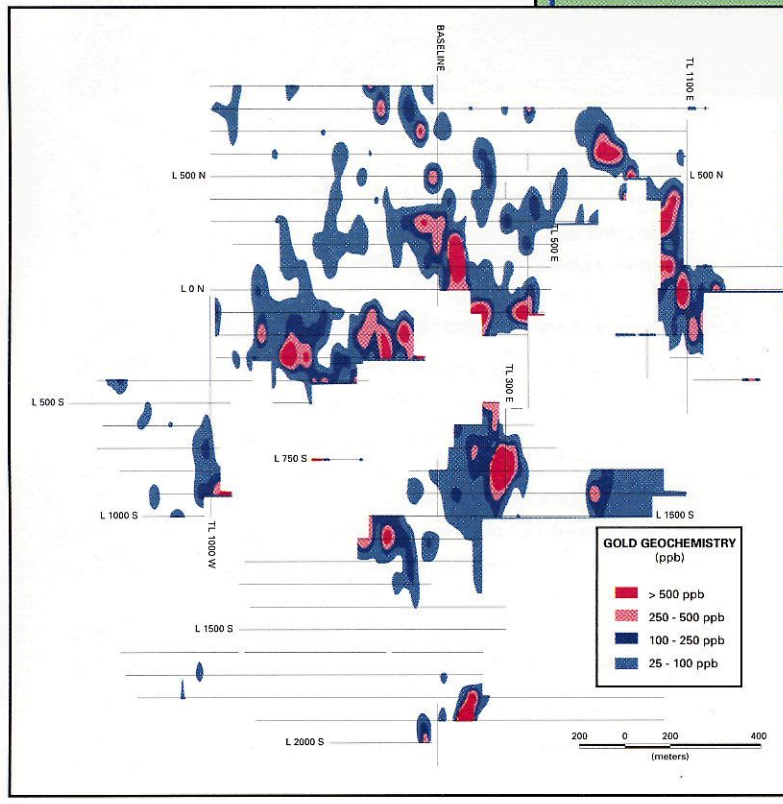 BASELINE
TL 1100 E
L 500 N
L 500 N
TL 500 E
L 0 N
TL 300 E
L 500 S
L 750 S
L 1000 S
L 1500 S
TL 1000 W
GOLD GEOCHEMISTRY
(ppb)
> 500 ppb
250 - 500 ppb
100 - 250 ppb
25 - 100 ppb
L 1500 S
L 2000 S
200 0 200 400
(meters)